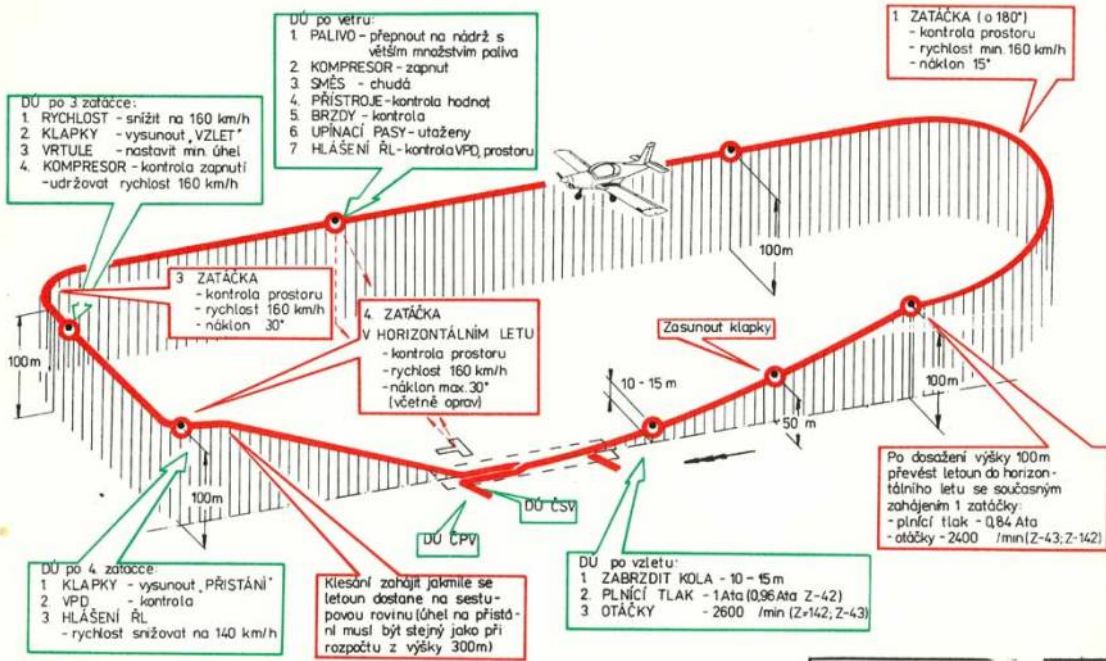 DÚ po větru:
1. PALIVO - přepnout na nádrž s
větším množstvím paliva
2. KOMPRESOR - zapnut
3. SMĚS - chudá
4. PŘÍSTROJE - kontrola hodnot
5. BRZDY - kontrola
6. UPÍNACÍ PASY - utaženy
7 HLÁŠENÍ ŘL - kontrola VPD, prostoru
1. ZATÁČKA (o 180°)
- kontrola prostoru
- rychlost min. 160 km/h
- náklon 15°
DÚ po 3. zatáčce:
1. RYCHLOST - snížit na 160 km/h
2. KLAPKY - vysunout „VZLET"
3. VRTULE - nastavit min. úhel
4. KOMPRESOR - kontrola zapnutí
- udržovat rychlost 160 km/h
3 ZATÁČKA
- kontrola prostoru
- rychlost 160 km/h
- náklon 30°
4. ZATÁČKA
V HORIZONTÁLNÍM LETU
- kontrola prostoru
- rychlost 160 km/h
- náklon max. 30°
(včetně oprav)
100m
100m
Zasunout klapky
10 - 15 m
50 m
100m
100m
Po dosažení výšky 100m
převést letoun do horizon-
tálního letu se současným
zahájením 1 zatáčky:
- plnící tlak - 0,84 Ata
- otáčky - 2400 /min (Z-43; Z-142)
DÚ ČSV
DÚ ČPV
DÚ po 4. zatáčce:
1 KLAPKY - vysunout „PŘISTÁNÍ"
2 VPD - kontrola
3 HLÁŠENÍ ŘL
- rychlost snižovat na 140 km/h
Klesání zahájit jakmile se
letoun dostane na sestu-
povou rovinu (úhel na přistá-
ní musí být stejný jako při
rozpočtu z výšky 300m)
DÚ po vzletu:
1. ZABRZDIT KOLA - 10 - 15 m
2. PLNÍCÍ TLAK - 1Ata (0,96 Ata Z-42)
3 OTÁČKY - 2600 /min (Z-142; Z-43)